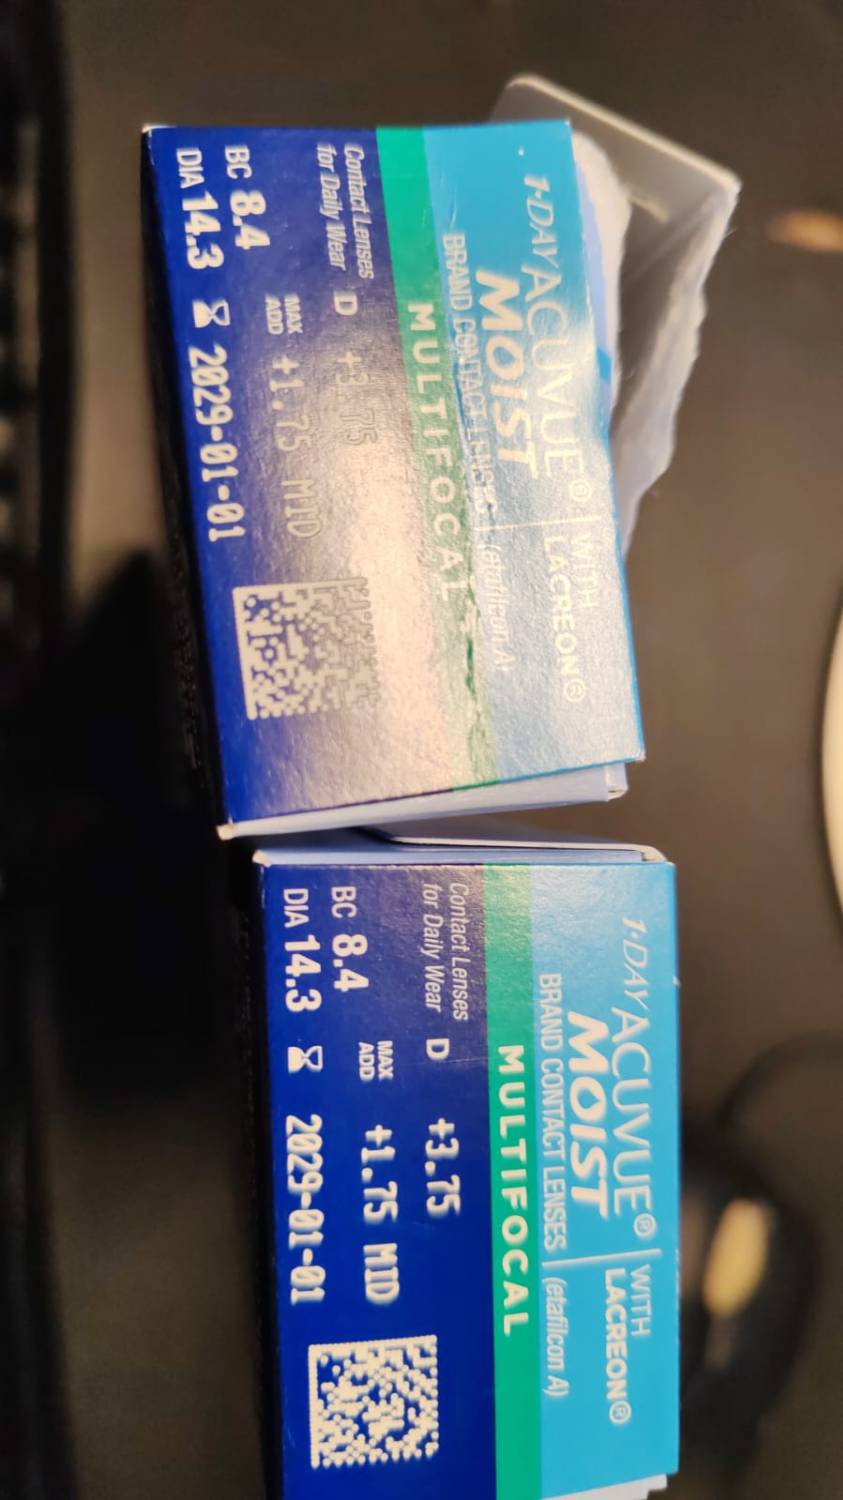 1·DAY ACUVUE® WITH
MOIST LACREON®
BRAND CONTACT LENSES (etafilcon A)
MULTIFOCAL
Contact Lenses
for Daily Wear
D +3.75
MAX
ADD +1.75 MID
BC 8.4
DIA 14.3 2029-01-01
1·DAY ACUVUE® WITH
MOIST LACREON®
BRAND CONTACT LENSES (etafilcon A)
MULTIFOCAL
Contact Lenses
for Daily Wear
D +3.75
MAX
ADD +1.75 MID
BC 8.4
DIA 14.3 2029-01-01